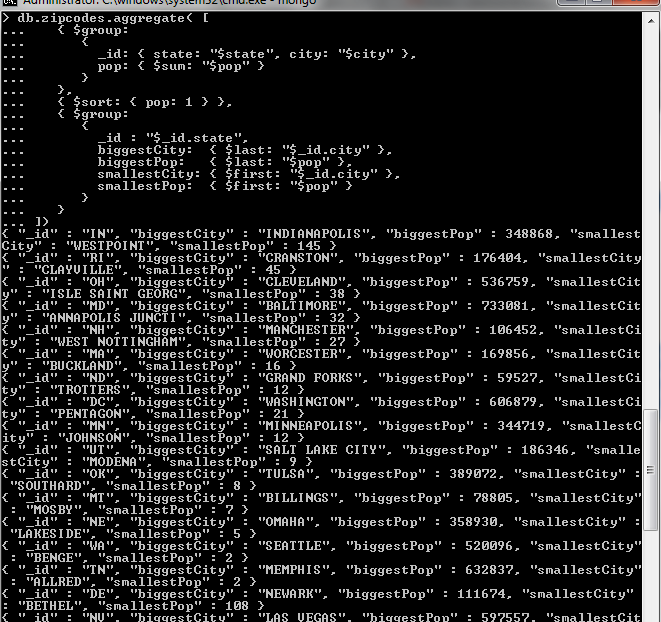 Administrator: C:\windows\system32\cmd.exe - mongo
> db.zipcodes.aggregate( [
...    { $group:
...       {
...         _id: { state: "$state", city: "$city" },
...         pop: { $sum: "$pop" }
...       }
...    },
...    { $sort: { pop: 1 } },
...    { $group:
...       {
...         _id : "$_id.state",
...         biggestCity:  { $last: "$_id.city" },
...         biggestPop:   { $last: "$pop" },
...         smallestCity: { $first: "$_id.city" },
...         smallestPop:  { $first: "$pop" }
...       }
...    }
... ])
{ "_id" : "IN", "biggestCity" : "INDIANAPOLIS", "biggestPop" : 348868, "smallest
City" : "WESTPOINT", "smallestPop" : 145 }
{ "_id" : "RI", "biggestCity" : "CRANSTON", "biggestPop" : 176404, "smallestCity
" : "CLAYVILLE", "smallestPop" : 45 }
{ "_id" : "OH", "biggestCity" : "CLEVELAND", "biggestPop" : 536759, "smallestCit
y" : "ISLE SAINT GEORG", "smallestPop" : 38 }
{ "_id" : "MD", "biggestCity" : "BALTIMORE", "biggestPop" : 733081, "smallestCit
y" : "ANNAPOLIS JUNCTI", "smallestPop" : 32 }
{ "_id" : "NH", "biggestCity" : "MANCHESTER", "biggestPop" : 106452, "smallestCi
ty" : "WEST NOTTINGHAM", "smallestPop" : 27 }
{ "_id" : "MA", "biggestCity" : "WORCESTER", "biggestPop" : 169856, "smallestCit
y" : "BUCKLAND", "smallestPop" : 16 }
{ "_id" : "ND", "biggestCity" : "GRAND FORKS", "biggestPop" : 59527, "smallestCi
ty" : "TROTTERS", "smallestPop" : 12 }
{ "_id" : "DC", "biggestCity" : "WASHINGTON", "biggestPop" : 606879, "smallestCi
ty" : "PENTAGON", "smallestPop" : 21 }
{ "_id" : "MN", "biggestCity" : "MINNEAPOLIS", "biggestPop" : 344719, "smallestC
ity" : "JOHNSON", "smallestPop" : 12 }
{ "_id" : "UT", "biggestCity" : "SALT LAKE CITY", "biggestPop" : 186346, "smalle
stCity" : "MODENA", "smallestPop" : 9 }
{ "_id" : "OK", "biggestCity" : "TULSA", "biggestPop" : 389072, "smallestCity" :
 "SOUTHARD", "smallestPop" : 8 }
{ "_id" : "MT", "biggestCity" : "BILLINGS", "biggestPop" : 78805, "smallestCity"
 : "MOSBY", "smallestPop" : 7 }
{ "_id" : "NE", "biggestCity" : "OMAHA", "biggestPop" : 358930, "smallestCity" :
 "LAKESIDE", "smallestPop" : 5 }
{ "_id" : "WA", "biggestCity" : "SEATTLE", "biggestPop" : 520096, "smallestCity"
 : "BENGE", "smallestPop" : 2 }
{ "_id" : "TN", "biggestCity" : "MEMPHIS", "biggestPop" : 632837, "smallestCity"
 : "ALLRED", "smallestPop" : 2 }
{ "_id" : "DE", "biggestCity" : "NEWARK", "biggestPop" : 111674, "smallestCity"
: "BETHEL", "smallestPop" : 108 }
{ "_id" : "NV", "biggestCity" : "LAS VEGAS", "biggestPop" : 597557, "smallestCit